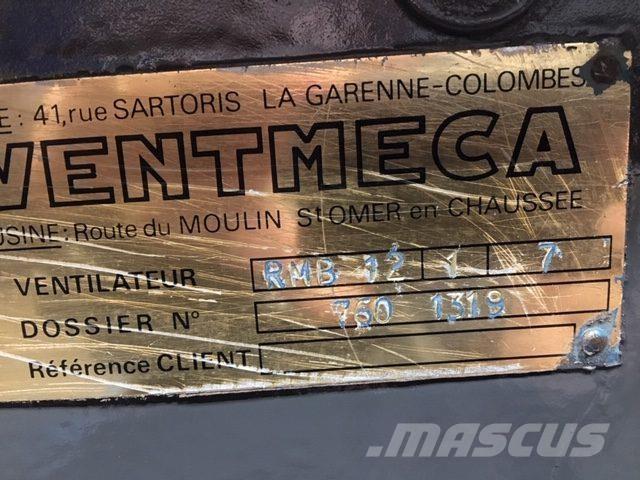 E: 41, rue SARTORIS LA GARENNE-COLOMBES
VENTMECA
USINE: Route du MOULIN St OMER en CHAUSSEE
VENTILATEUR RMB 12 1 7
DOSSIER N° 760 1319
Référence CLIENT
MASCUS